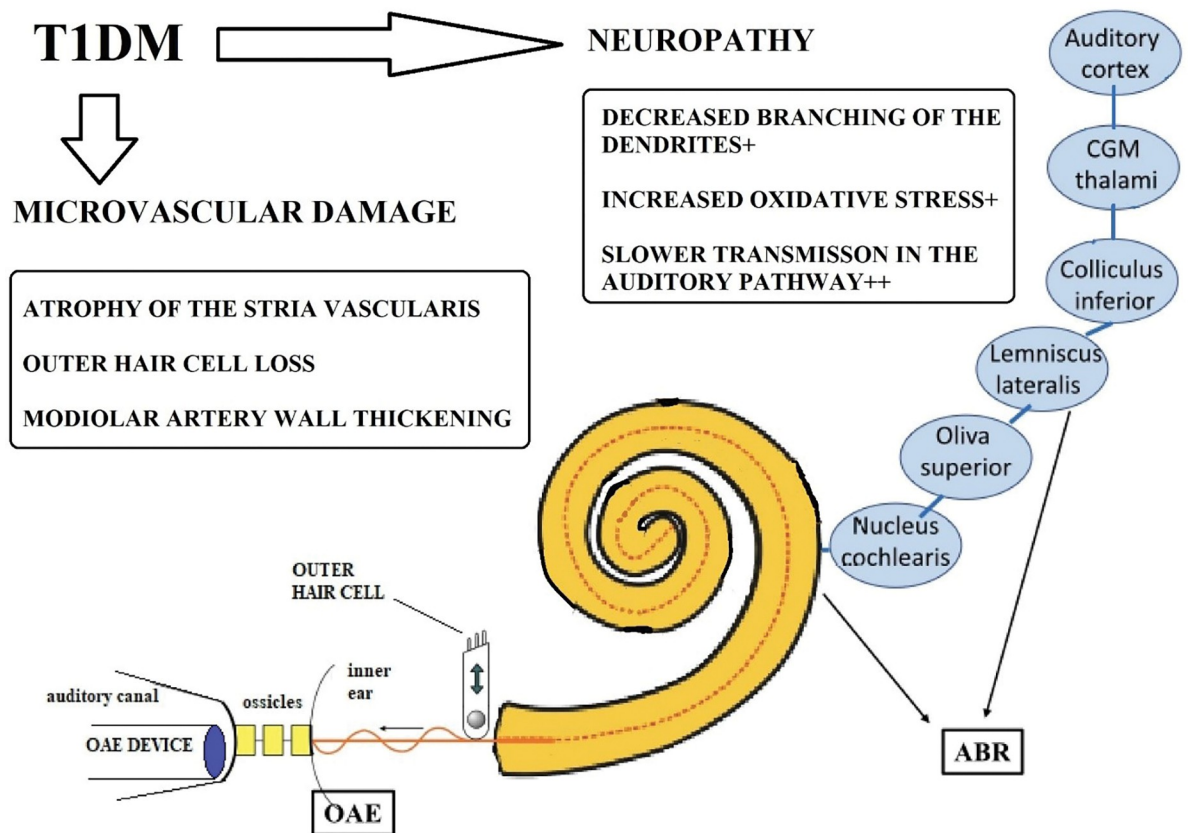 T1DM
NEUROPATHY
DECREASED BRANCHING OF THE
DENDRITES+
INCREASED OXIDATIVE STRESS+
SLOWER TRANSMISSON IN THE
AUDITORY PATHWAY++
MICROVASCULAR DAMAGE
ATROPHY OF THE STRIA VASCULARIS
OUTER HAIR CELL LOSS
MODIOLAR ARTERY WALL THICKENING
Auditory
cortex
CGM
thalami
Colliculus
inferior
Lemniscus
lateralis
Oliva
superior
Nucleus
cochlearis
OUTER
HAIR CELL
inner
ear
auditory canal
ossicles
OAE DEVICE
OAE
ABR